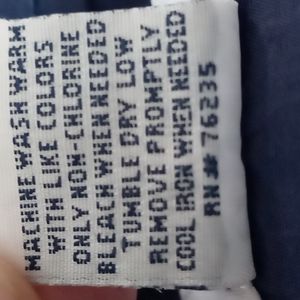 MACHINE WASH WARM
WITH LIKE COLORS
ONLY NON-CHLORINE
BLEACH WHEN NEEDED
TUMBLE DRY LOW
REMOVE PROMPTLY
COOL IRON WHEN NEEDED
RN# 76235